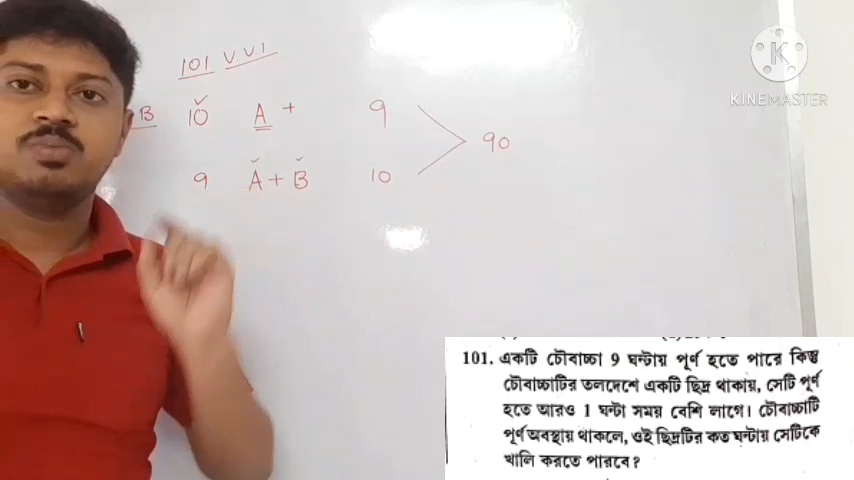 101 V.V.I
B 10 A + 9
90
9 A + B 10
KINEMASTER
101. একটি চৌবাচ্চা 9 ঘন্টায় পূর্ণ হতে পারে কিন্তু
চৌবাচ্চাটির তলদেশে একটি ছিদ্র থাকায়, সেটি পূর্ণ
হতে আরও 1 ঘন্টা সময় বেশি লাগে। চৌবাচ্চাটি
পূর্ণ অবস্থায় থাকলে, ওই ছিদ্রটির কত ঘন্টায় সেটিকে
খালি করতে পারবে?